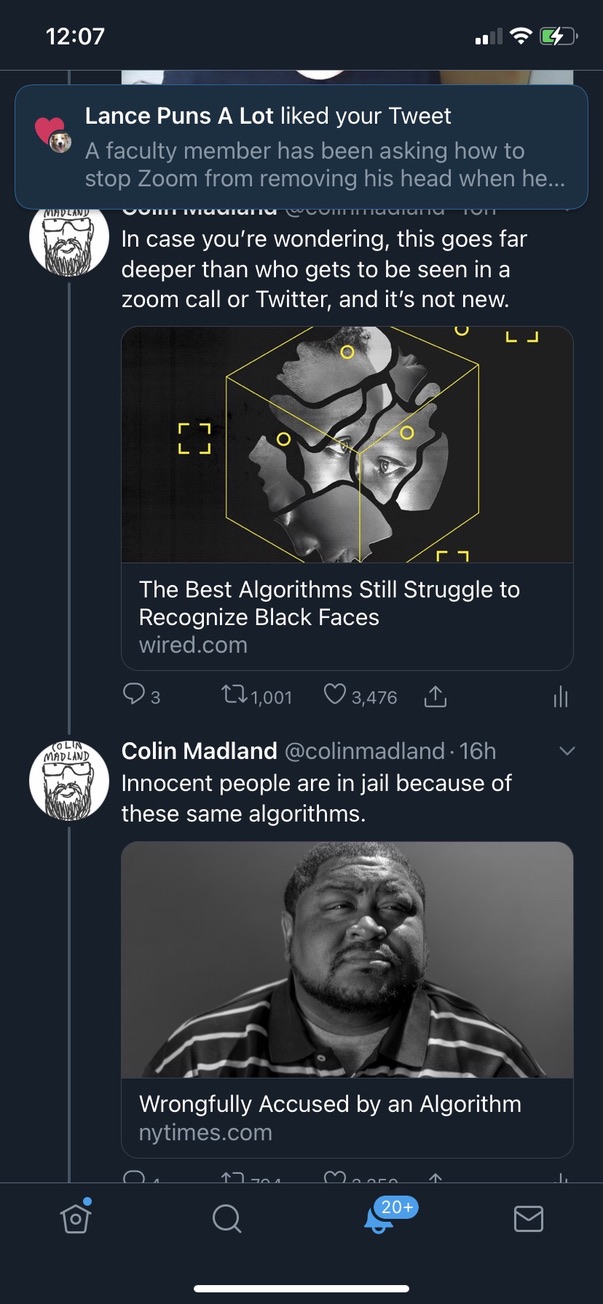 12:07
Lance Puns A Lot liked your Tweet
A faculty member has been asking how to
stop Zoom from removing his head when he...
MADLAND
Colin Madland @colinmadland
In case you’re wondering, this goes far
deeper than who gets to be seen in a
zoom call or Twitter, and it’s not new.
The Best Algorithms Still Struggle to
Recognize Black Faces
wired.com
3 1,001 3,476
COLIN
MADLAND
Colin Madland @colinmadland · 16h
Innocent people are in jail because of
these same algorithms.
Wrongfully Accused by an Algorithm
nytimes.com
20+